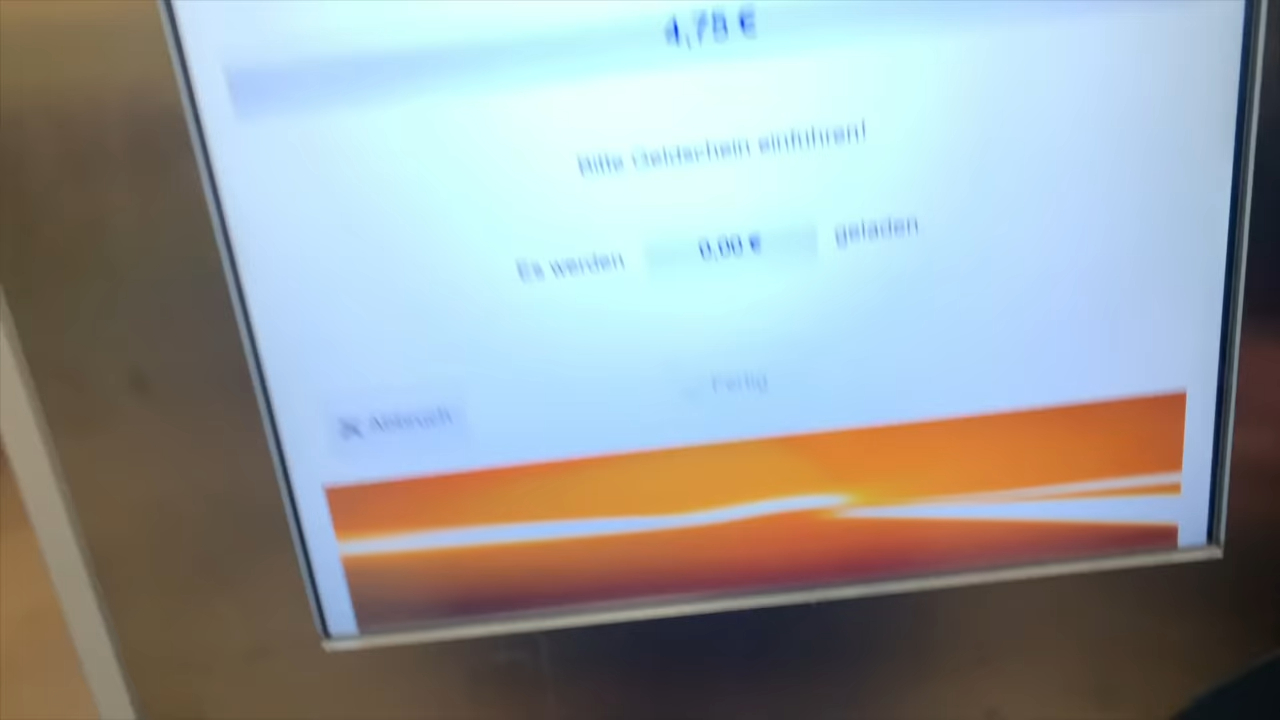 4,75 €
Bitte Geldschein einführen!
Es werden 0,00 € geladen
Fertig
Abbruch